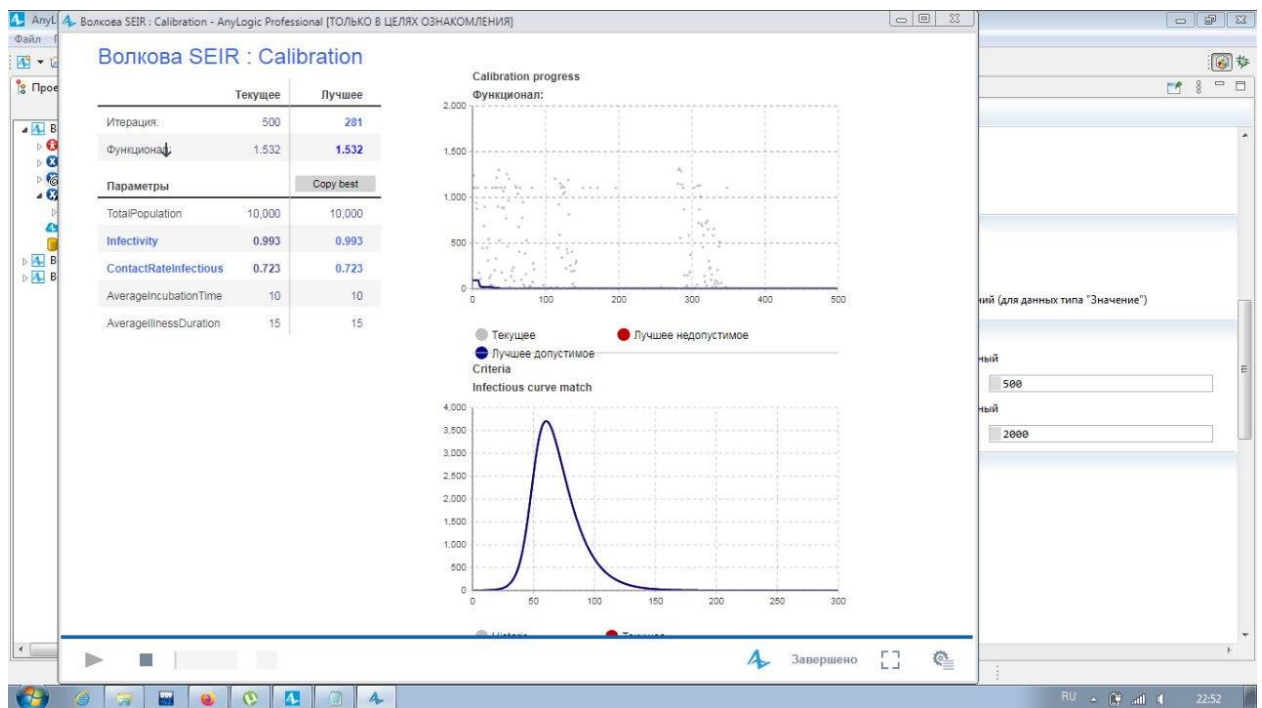 AnyL
Волкова SEIR : Calibration - AnyLogic Professional [ТОЛЬКО В ЦЕЛЯХ ОЗНАКОМЛЕНИЯ]
Файл
Прое
В
В
В
Волкова SEIR : Calibration
Текущее Лучшее
Итерация: 500 281
Функционал: 1.532 1.532
Параметры Copy best
TotalPopulation 10,000 10,000
Infectivity 0.993 0.993
ContactRateInfectious 0.723 0.723
AverageIncubationTime 10 10
AverageIllnessDuration 15 15
Calibration progress
Функционал:
2,000
1,500
1,000
500
0
0 100 200 300 400 500
Текущее Лучшее недопустимое
Лучшее допустимое
Criteria
Infectious curve match
4,000
3,500
3,000
2,500
2,000
1,500
1,000
500
0
0 50 100 150 200 250 300
Завершено
ний (для данных типа "Значение")
ный
500
ный
2000
RU 22:52